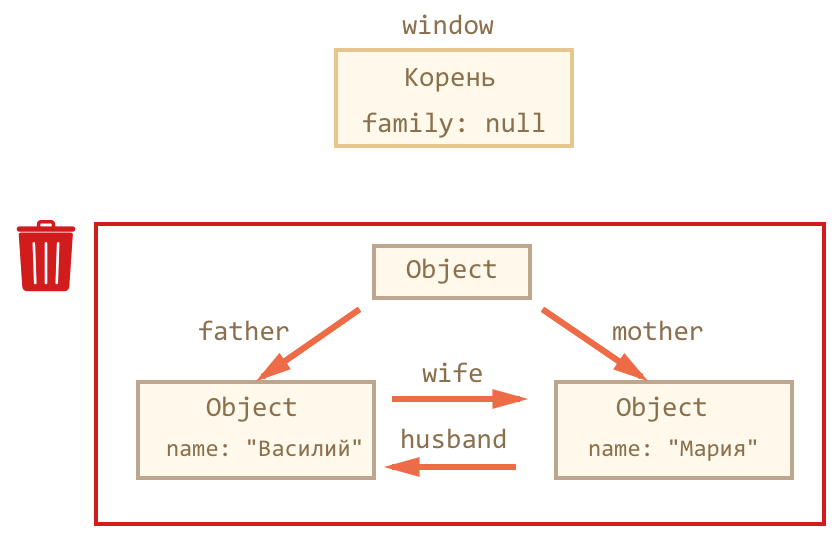 window
Корень
family: null
Object
father
mother
wife
Object
name: "Василий"
Object
name: "Мария"
husband